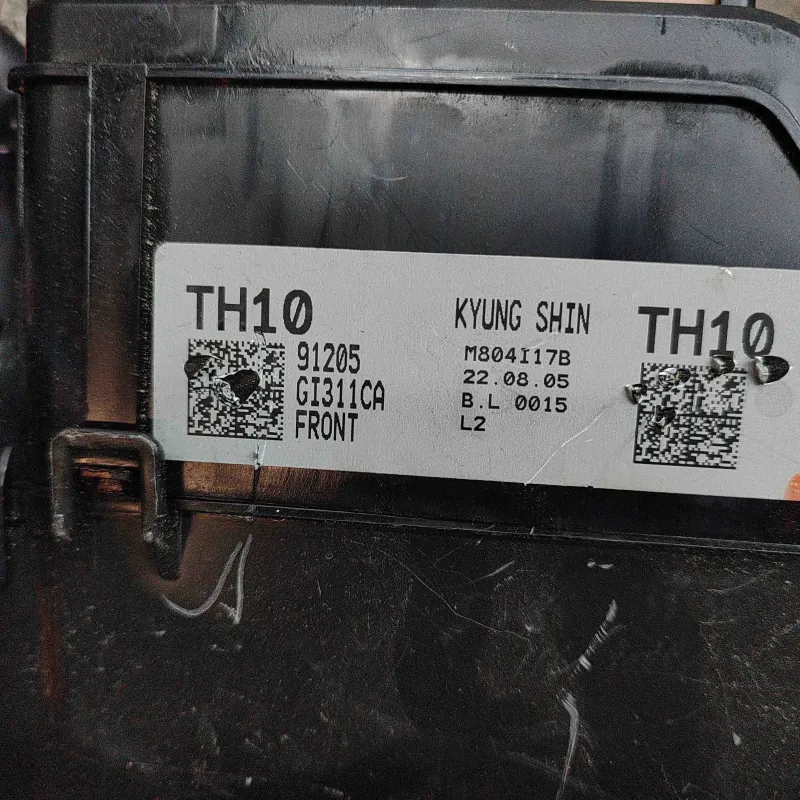 TH10
91205
GI311CA
FRONT
KYUNG SHIN
M804I17B
22.08.05
B.L 0015
L2
TH10